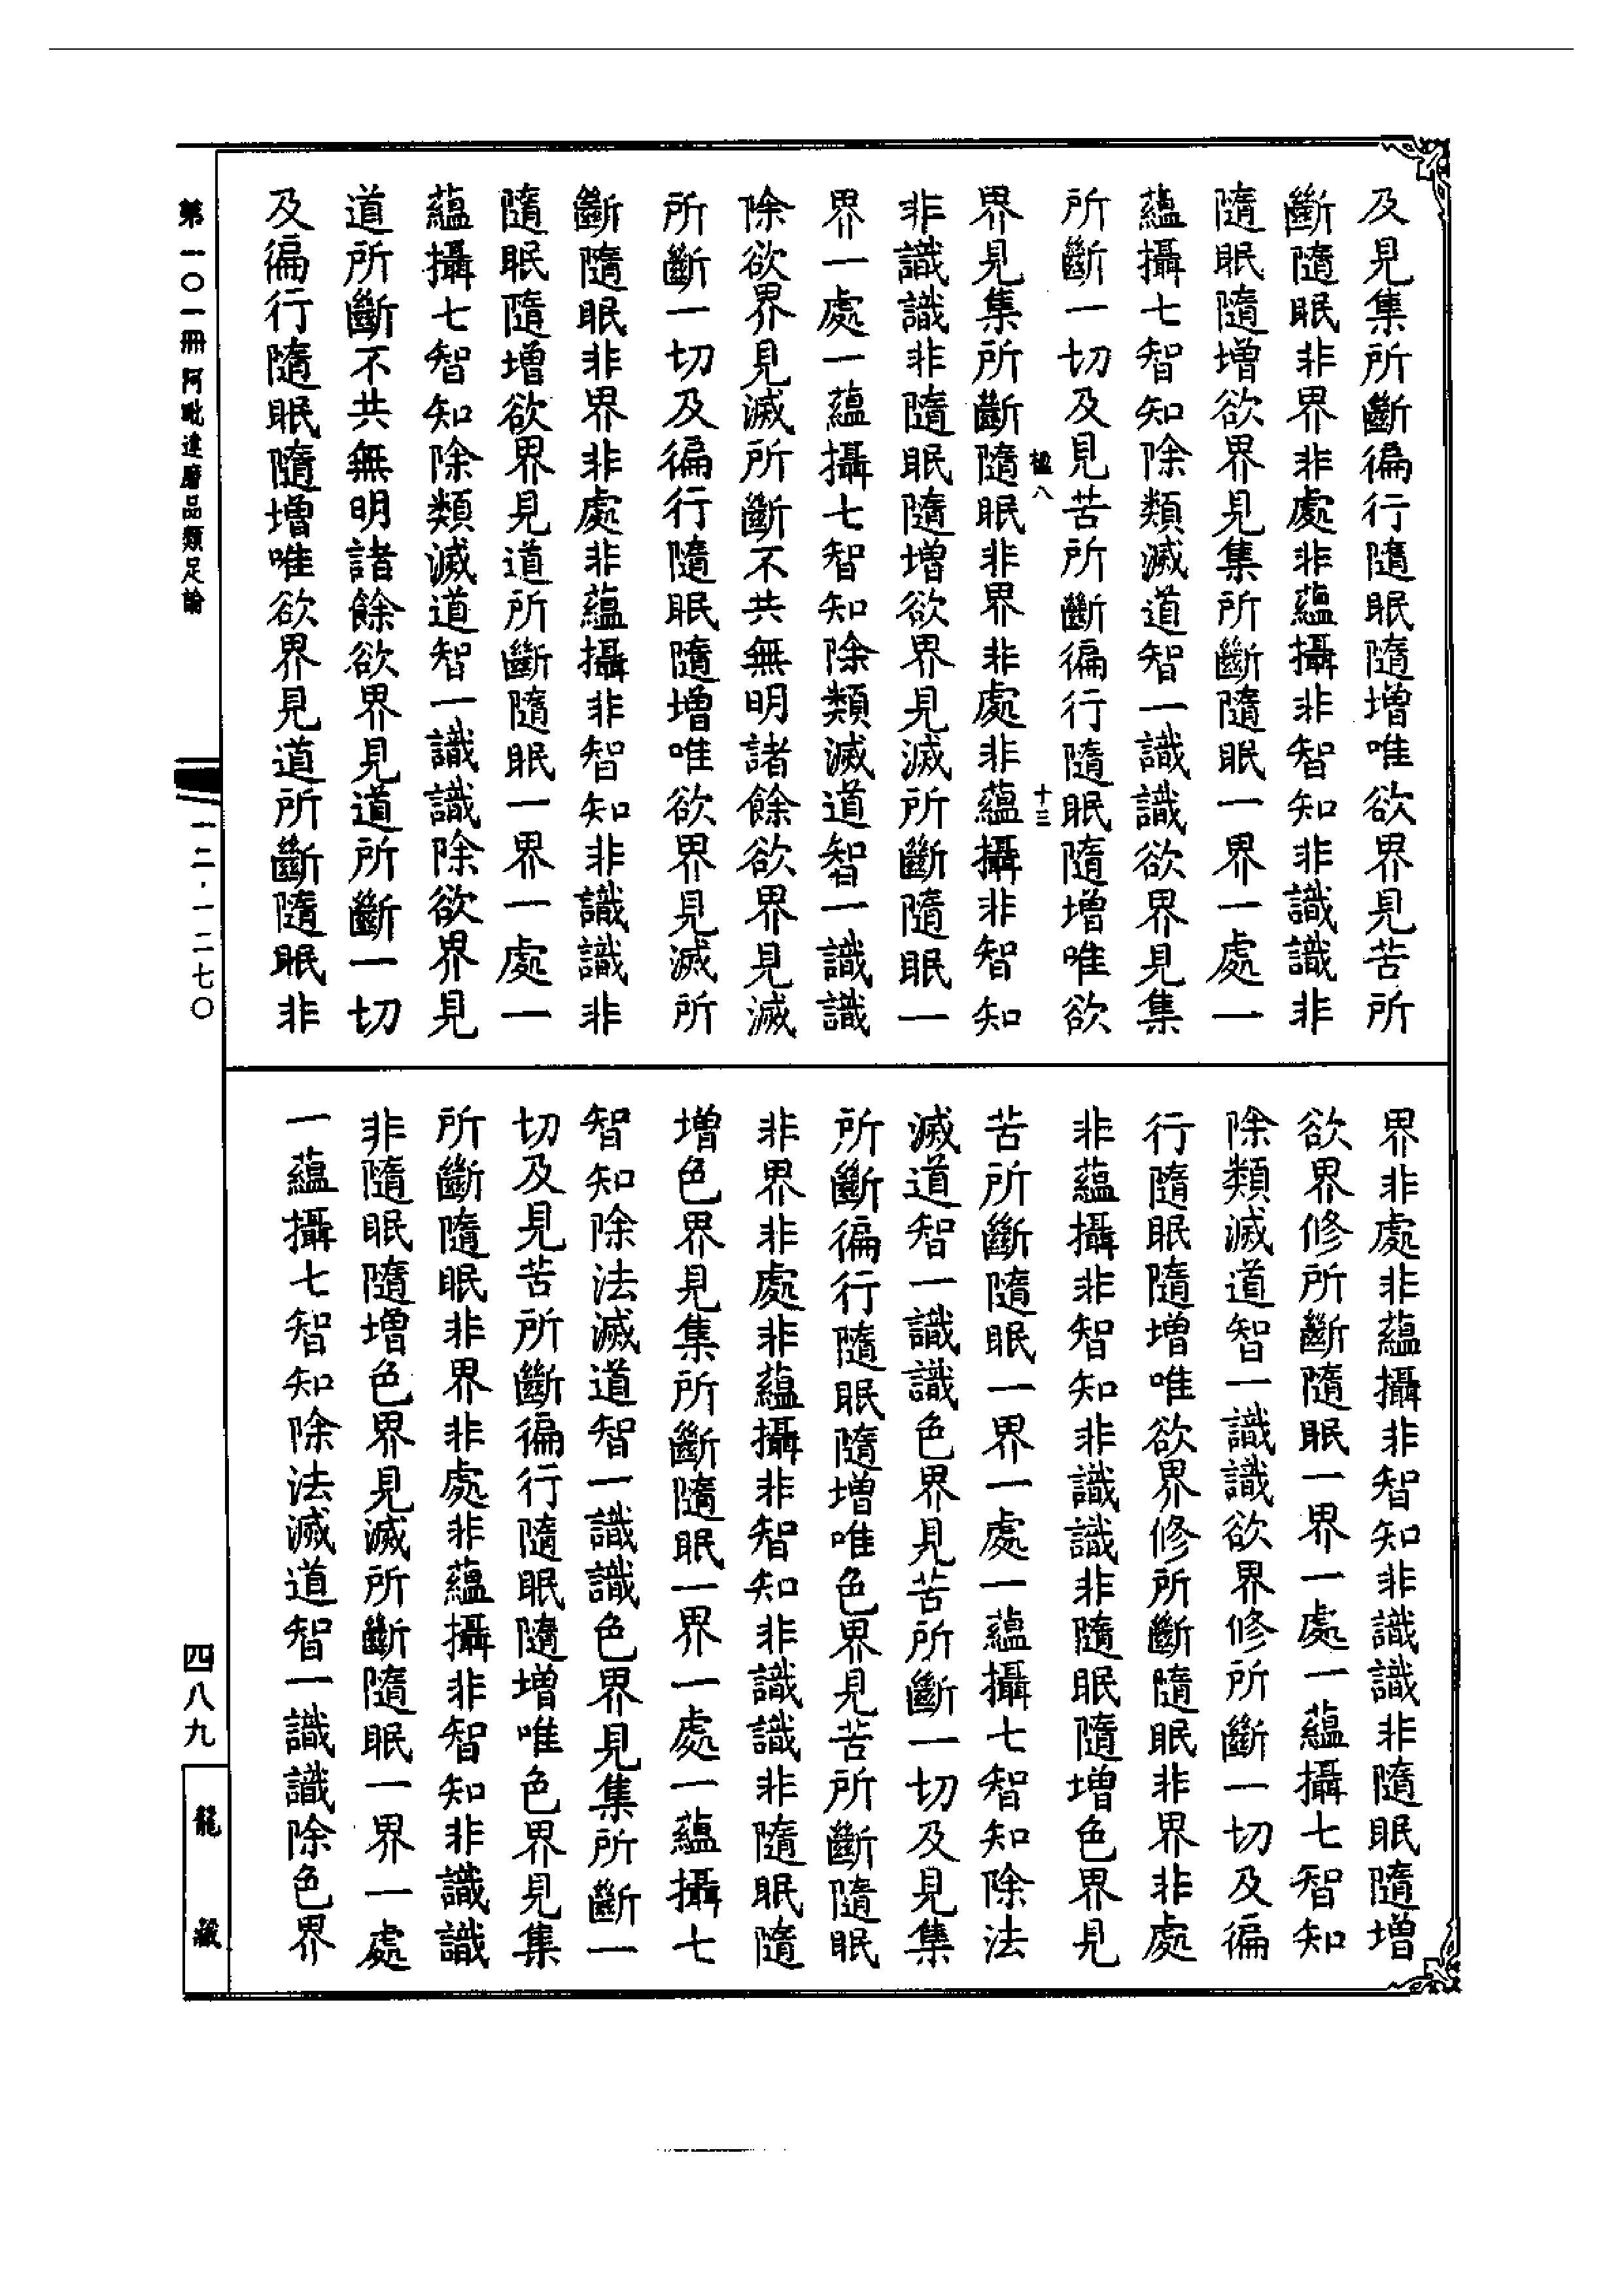 及見集所斷徧行隨眠隨增唯欲界見苦所
斷隨眠非界非處非蘊攝非智知非識識非
隨眠隨增欲界見集所斷隨眠一界一處一
蘊攝七智知除類滅道智一識識欲界見集
所斷一切及見苦所斷徧行隨眠隨增唯欲
八 十三
界見集所斷隨眠非界非處非蘊攝非智知
非識識非隨眠隨增欲界見滅所斷隨眠一
界一處一蘊攝七智知除類滅道智一識識
除欲界見滅所斷不共無明諸餘欲界見滅
所斷一切及徧行隨眠隨增唯欲界見滅所
斷隨眠非界非處非蘊攝非智知非識識非
隨眠隨增欲界見道所斷隨眠一界一處一
蘊攝七智知除類滅道智一識識除欲界見
道所斷不共無明諸餘欲界見道所斷一切
及徧行隨眠隨增唯欲界見道所斷隨眠非
界非處非蘊攝非智知非識識非隨眠隨增
欲界修所斷隨眠一界一處一蘊攝七智知
除類滅道智一識識欲界修所斷一切及徧
行隨眠隨增唯欲界修所斷隨眠非界非處
非蘊攝非智知非識識非隨眠隨增色界見
苦所斷隨眠一界一處一蘊攝七智知除法
滅道智一識識色界見苦所斷一切及見集
所斷徧行隨眠隨增唯色界見苦所斷隨眠
非界非處非蘊攝非智知非識識非隨眠隨
增色界見集所斷隨眠一界一處一蘊攝七
智知除法滅道智一識識色界見集所斷一
切及見苦所斷徧行隨眠隨增唯色界見集
所斷隨眠非界非處非蘊攝非智知非識識
非隨眠隨增色界見滅所斷隨眠一界一處
一蘊攝七智知除法滅道智一識識除色界
第一〇一冊 阿毗達磨品類足論
一二·一二七〇
四八九
龍藏